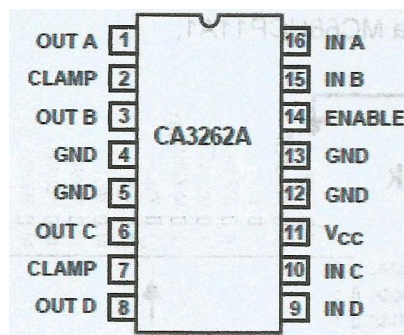 OUT A 1 16 IN A
CLAMP 2 15 IN B
OUT B 3 14 ENABLE
CA3262A
GND 4 13 GND
GND 5 12 GND
OUT C 6 11 VCC
CLAMP 7 10 IN C
OUT D 8 9 IN D